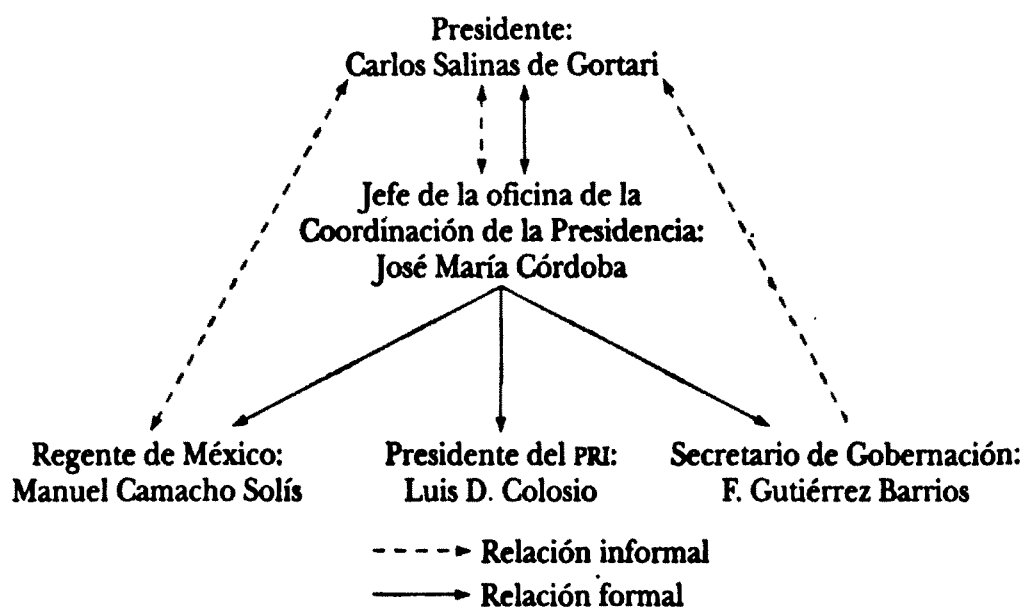 Presidente:
Carlos Salinas de Gortari
Jefe de la oficina de la
Coordinación de la Presidencia:
José María Córdoba
Regente de México:
Manuel Camacho Solís
Presidente del PRI:
Luis D. Colosio
Secretario de Gobernación:
F. Gutiérrez Barrios
Relación informal
Relación formal